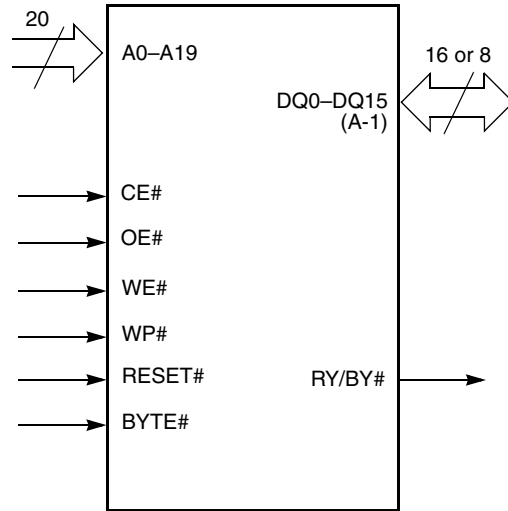 20
A0–A19
16 or 8
DQ0–DQ15
(A-1)
CE#
OE#
WE#
WP#
RESET#
RY/BY#
BYTE#